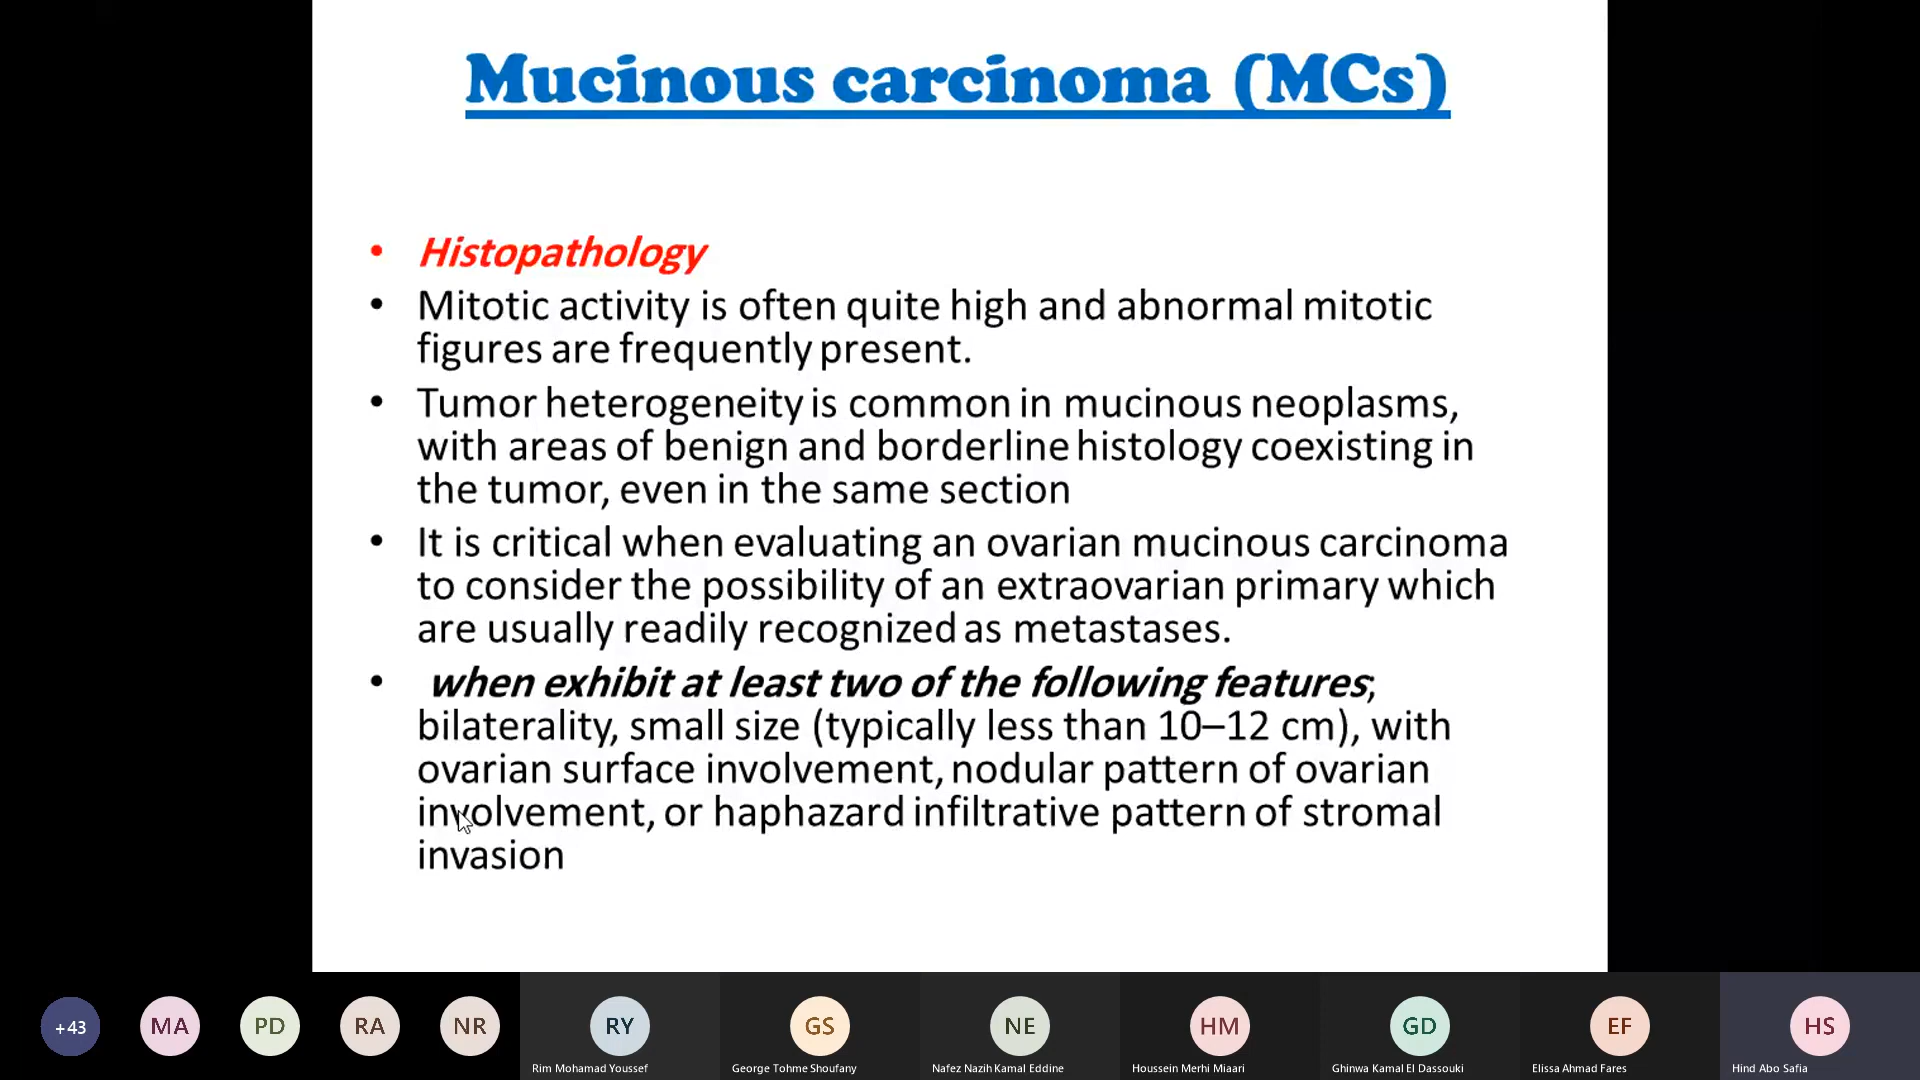 Mucinous carcinoma (MCs)
• Histopathology
• Mitotic activity is often quite high and abnormal mitotic
figures are frequently present.
• Tumor heterogeneity is common in mucinous neoplasms,
with areas of benign and borderline histology coexisting in
the tumor, even in the same section
• It is critical when evaluating an ovarian mucinous carcinoma
to consider the possibility of an extraovarian primary which
are usually readily recognized as metastases.
• when exhibit at least two of the following features;
bilaterality, small size (typically less than 10–12 cm), with
ovarian surface involvement, nodular pattern of ovarian
involvement, or haphazard infiltrative pattern of stromal
invasion
+43 MA PD RA NR RY GS NE HM GD EF HS
Rim Mohamad Youssef George Tohme Shoufany Nafez Nazih Kamal Eddine Houssein Merhi Miaari Ghinwa Kamal El Dassouki Elissa Ahmad Fares Hind Abo Safia